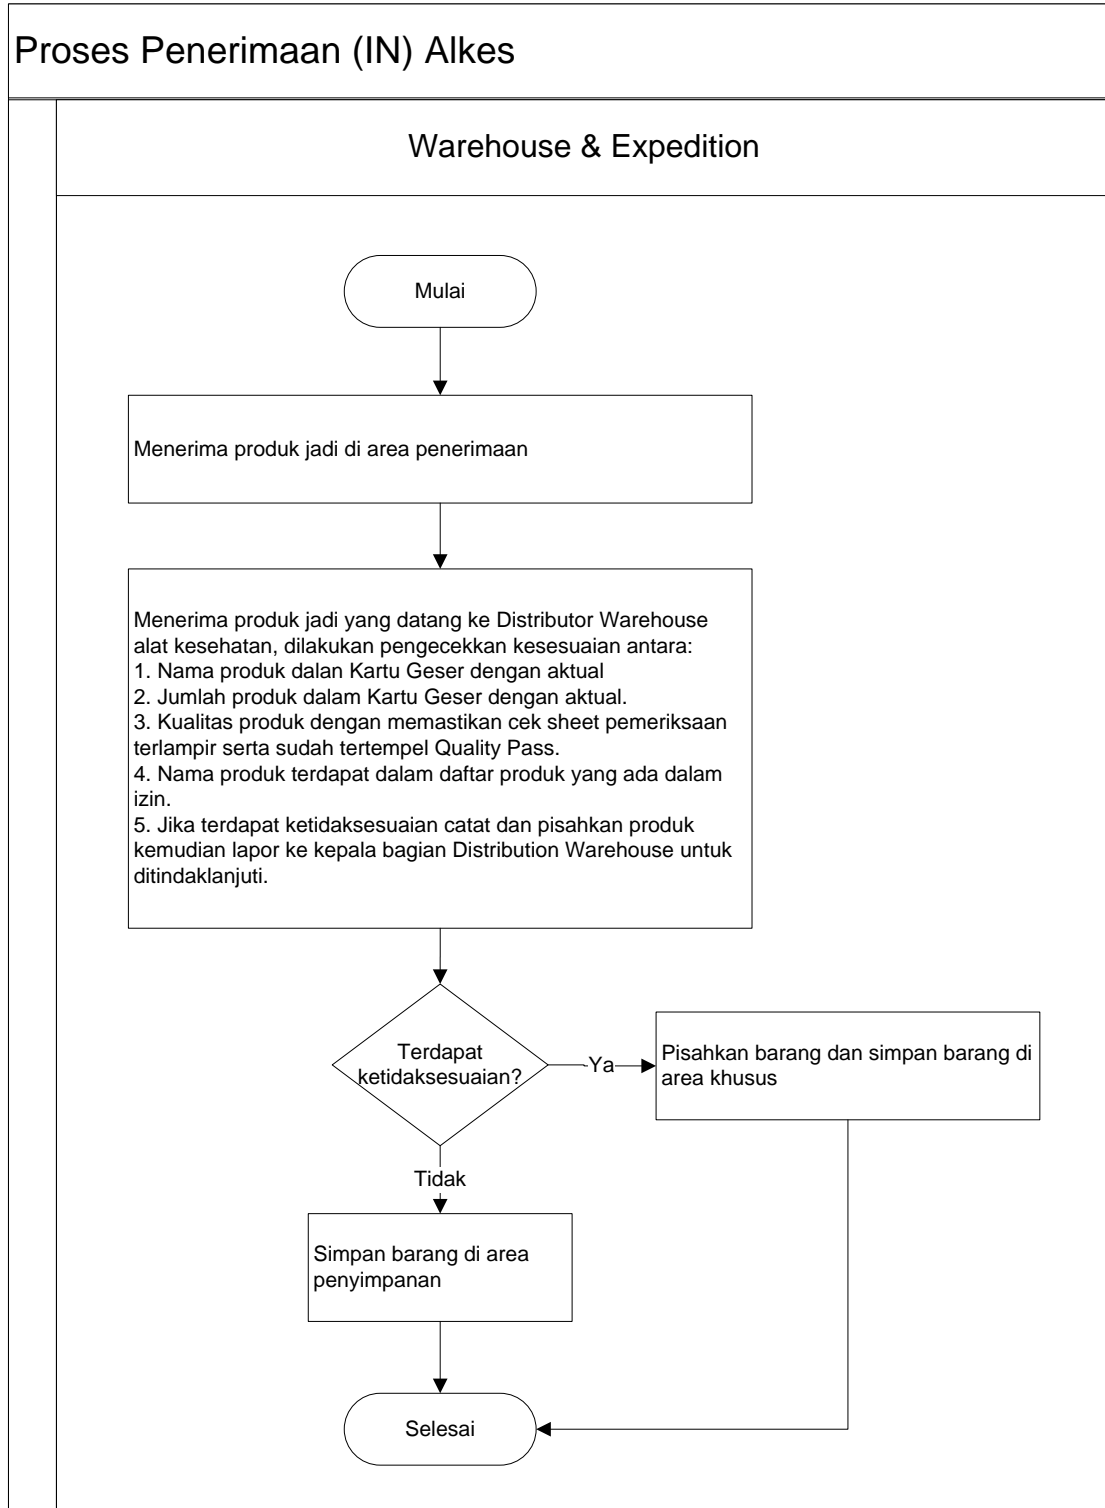 Proses Penerimaan (IN) Alkes
Warehouse & Expedition
Mulai
Menerima produk jadi di area penerimaan
Menerima produk jadi yang datang ke Distributor Warehouse
alat kesehatan, dilakukan pengecekkan kesesuaian antara:
1. Nama produk dalan Kartu Geser dengan aktual
2. Jumlah produk dalam Kartu Geser dengan aktual.
3. Kualitas produk dengan memastikan cek sheet pemeriksaan
terlampir serta sudah tertempel Quality Pass.
4. Nama produk terdapat dalam daftar produk yang ada dalam
izin.
5. Jika terdapat ketidaksesuaian catat dan pisahkan produk
kemudian lapor ke kepala bagian Distribution Warehouse untuk
ditindaklanjuti.
Terdapat
ketidaksesuaian?
Ya
Pisahkan barang dan simpan barang di
area khusus
Tidak
Simpan barang di area
penyimpanan
Selesai